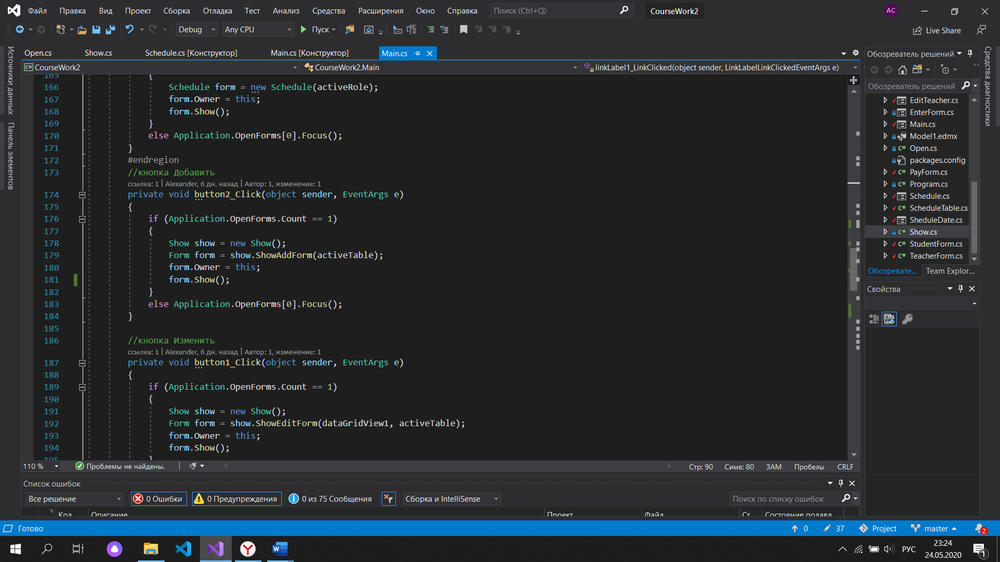 Файл Правка Вид Проект Сборка Отладка Тест Анализ Средства Расширения Окно Справка Поиск (Ctrl+Q) CourseWork2 AC
Debug Any CPU Пуск Live Share
Open.cs Show.cs Schedule.cs [Конструктор] Main.cs [Конструктор] Main.cs
CourseWork2 CourseWork2.Main linkLabel1_LinkClicked(object sender, LinkLabelLinkClickedEventArgs e)
Источники данных
Панель элементов
165 {
166 Schedule form = new Schedule(activeRole);
167 form.Owner = this;
168 form.Show();
169 }
170 else Application.OpenForms[0].Focus();
171 }
172 #endregion
173 //кнопка Добавить
ссылка: 1 | Alexander, 6 дн. назад | Автор: 1, изменение: 1
174 private void button2_Click(object sender, EventArgs e)
175 {
176 if (Application.OpenForms.Count == 1)
177 {
178 Show show = new Show();
179 Form form = show.ShowAddForm(activeTable);
180 form.Owner = this;
181 form.Show();
182 }
183 else Application.OpenForms[0].Focus();
184 }
185
186 //кнопка Изменить
ссылка: 1 | Alexander, 6 дн. назад | Автор: 1, изменение: 1
187 private void button1_Click(object sender, EventArgs e)
188 {
189 if (Application.OpenForms.Count == 1)
190 {
191 Show show = new Show();
192 Form form = show.ShowEditForm(dataGridView1, activeTable);
193 form.Owner = this;
194 form.Show();
195 }
110 % Проблемы не найдены. Стр: 90 Симв: 80 ЗАМ Пробелы CRLF
Список ошибок
Все решение 0 Ошибки 0 Предупреждения 0 из 75 Сообщения Сборка и IntelliSense Поиск по списку ошибок
Код Описание Проект Файл Ст Состояние подавл
Обозреватель решений
Обозреватель решений
EditTeacher.cs
EnterForm.cs
Main.cs
Model1.edmx
Open.cs
packages.config
PayForm.cs
Program.cs
Schedule.cs
ScheduleTable.cs
SheduleDate.cs
Show.cs
StudentForm.cs
TeacherForm.cs
Обозревате... Team Explor...
Свойства
Средства диагностики
Готово 0 37 Project master 2
РУС 23:24
24.05.2020 1